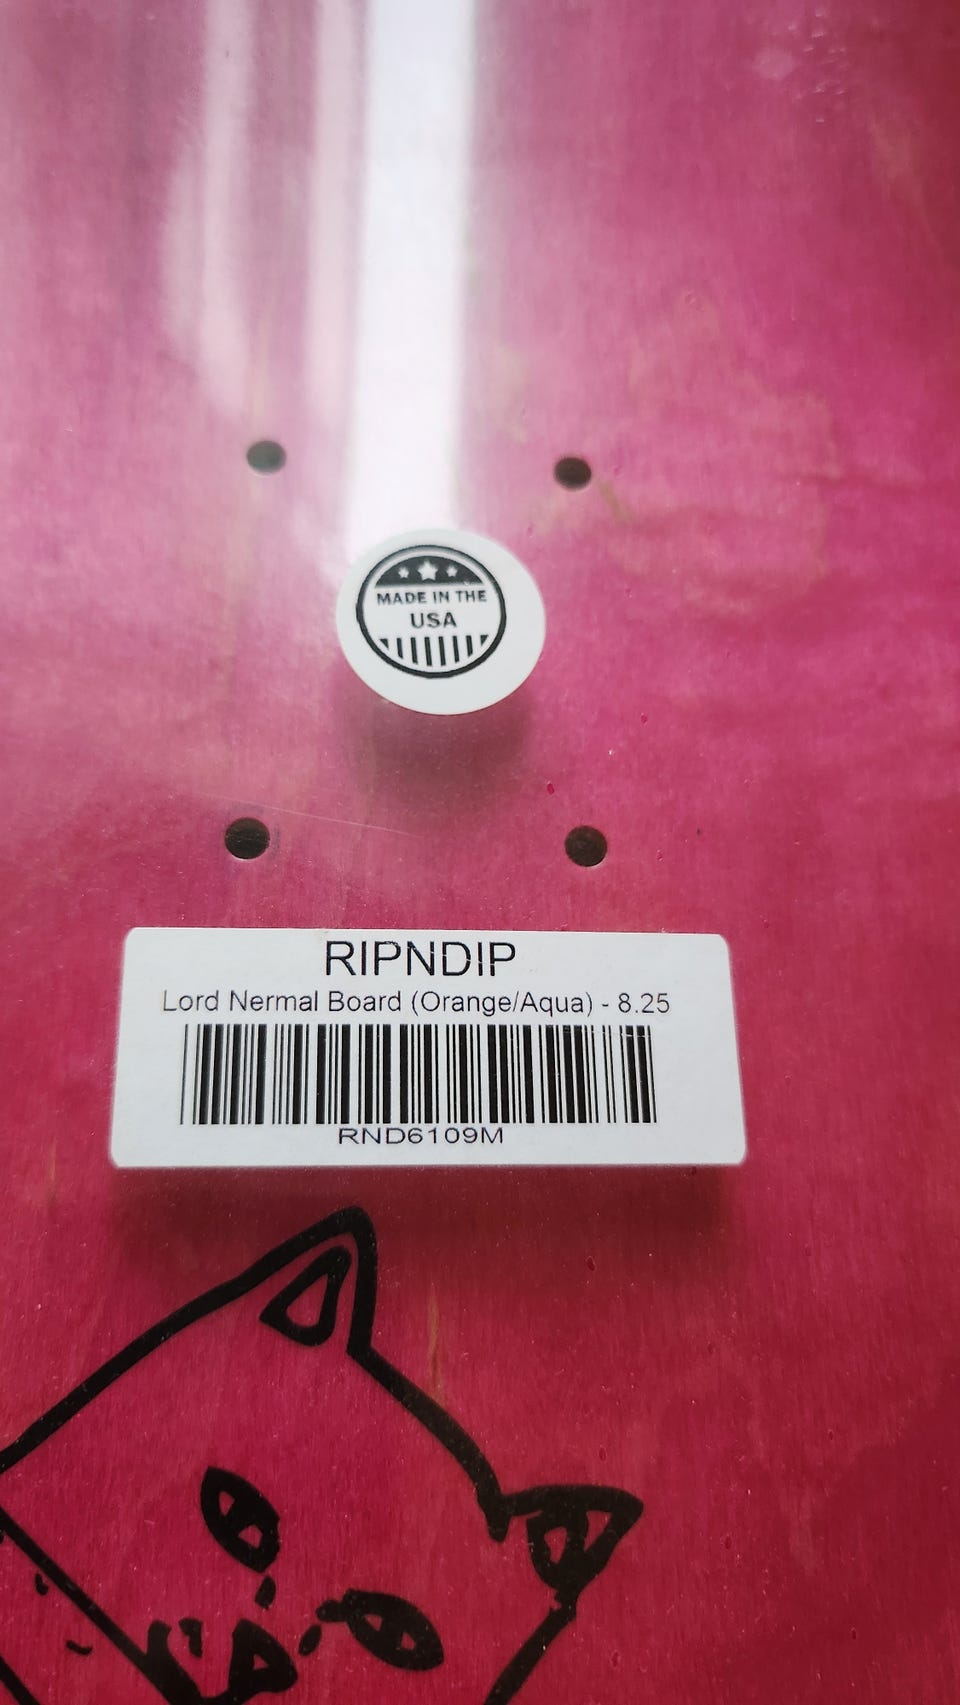 MADE IN THE
USA
RIPNDIP
Lord Nermal Board (Orange/Aqua) - 8.25
RND6109M